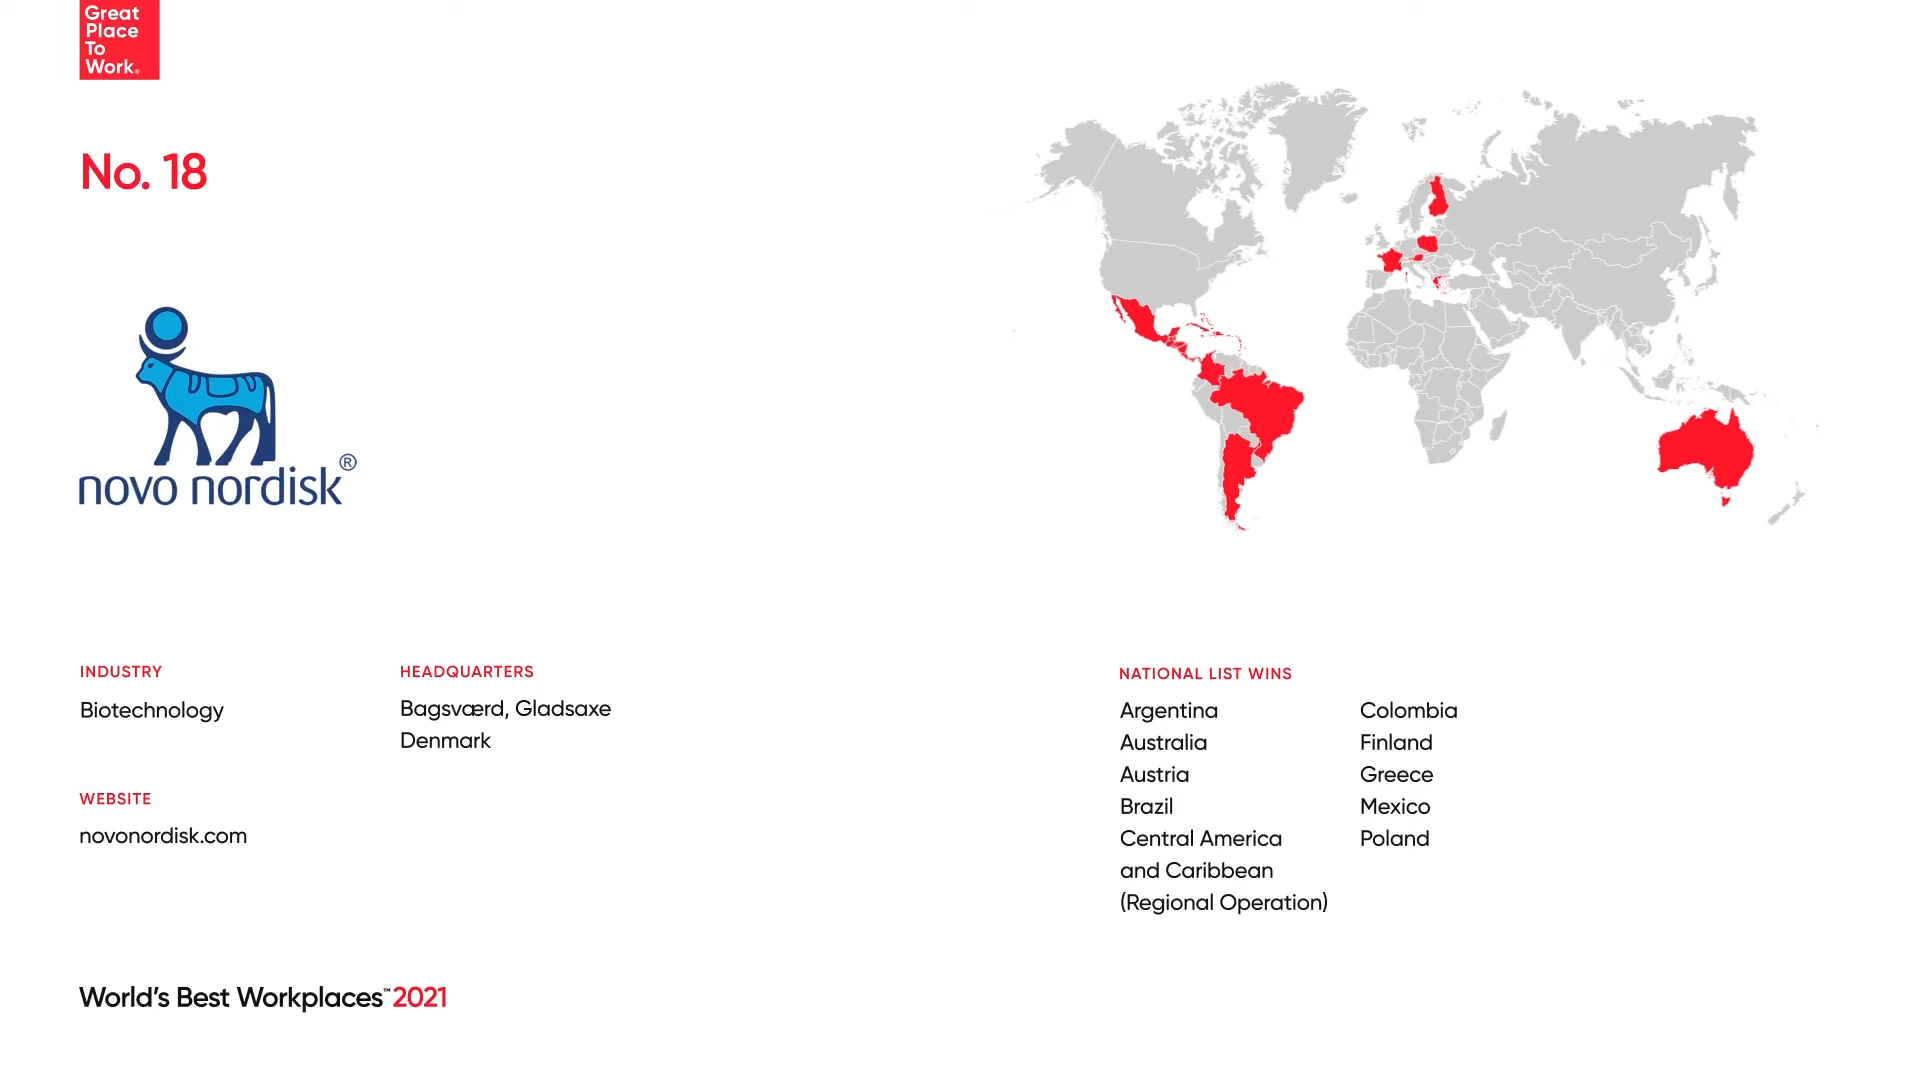 Great
Place
To
Work®
No. 18
novo nordisk®
INDUSTRY
Biotechnology
HEADQUARTERS
Bagsværd, Gladsaxe
Denmark
WEBSITE
novonordisk.com
NATIONAL LIST WINS
Argentina
Australia
Austria
Brazil
Central America
and Caribbean
(Regional Operation)
Colombia
Finland
Greece
Mexico
Poland
World's Best Workplaces™ 2021